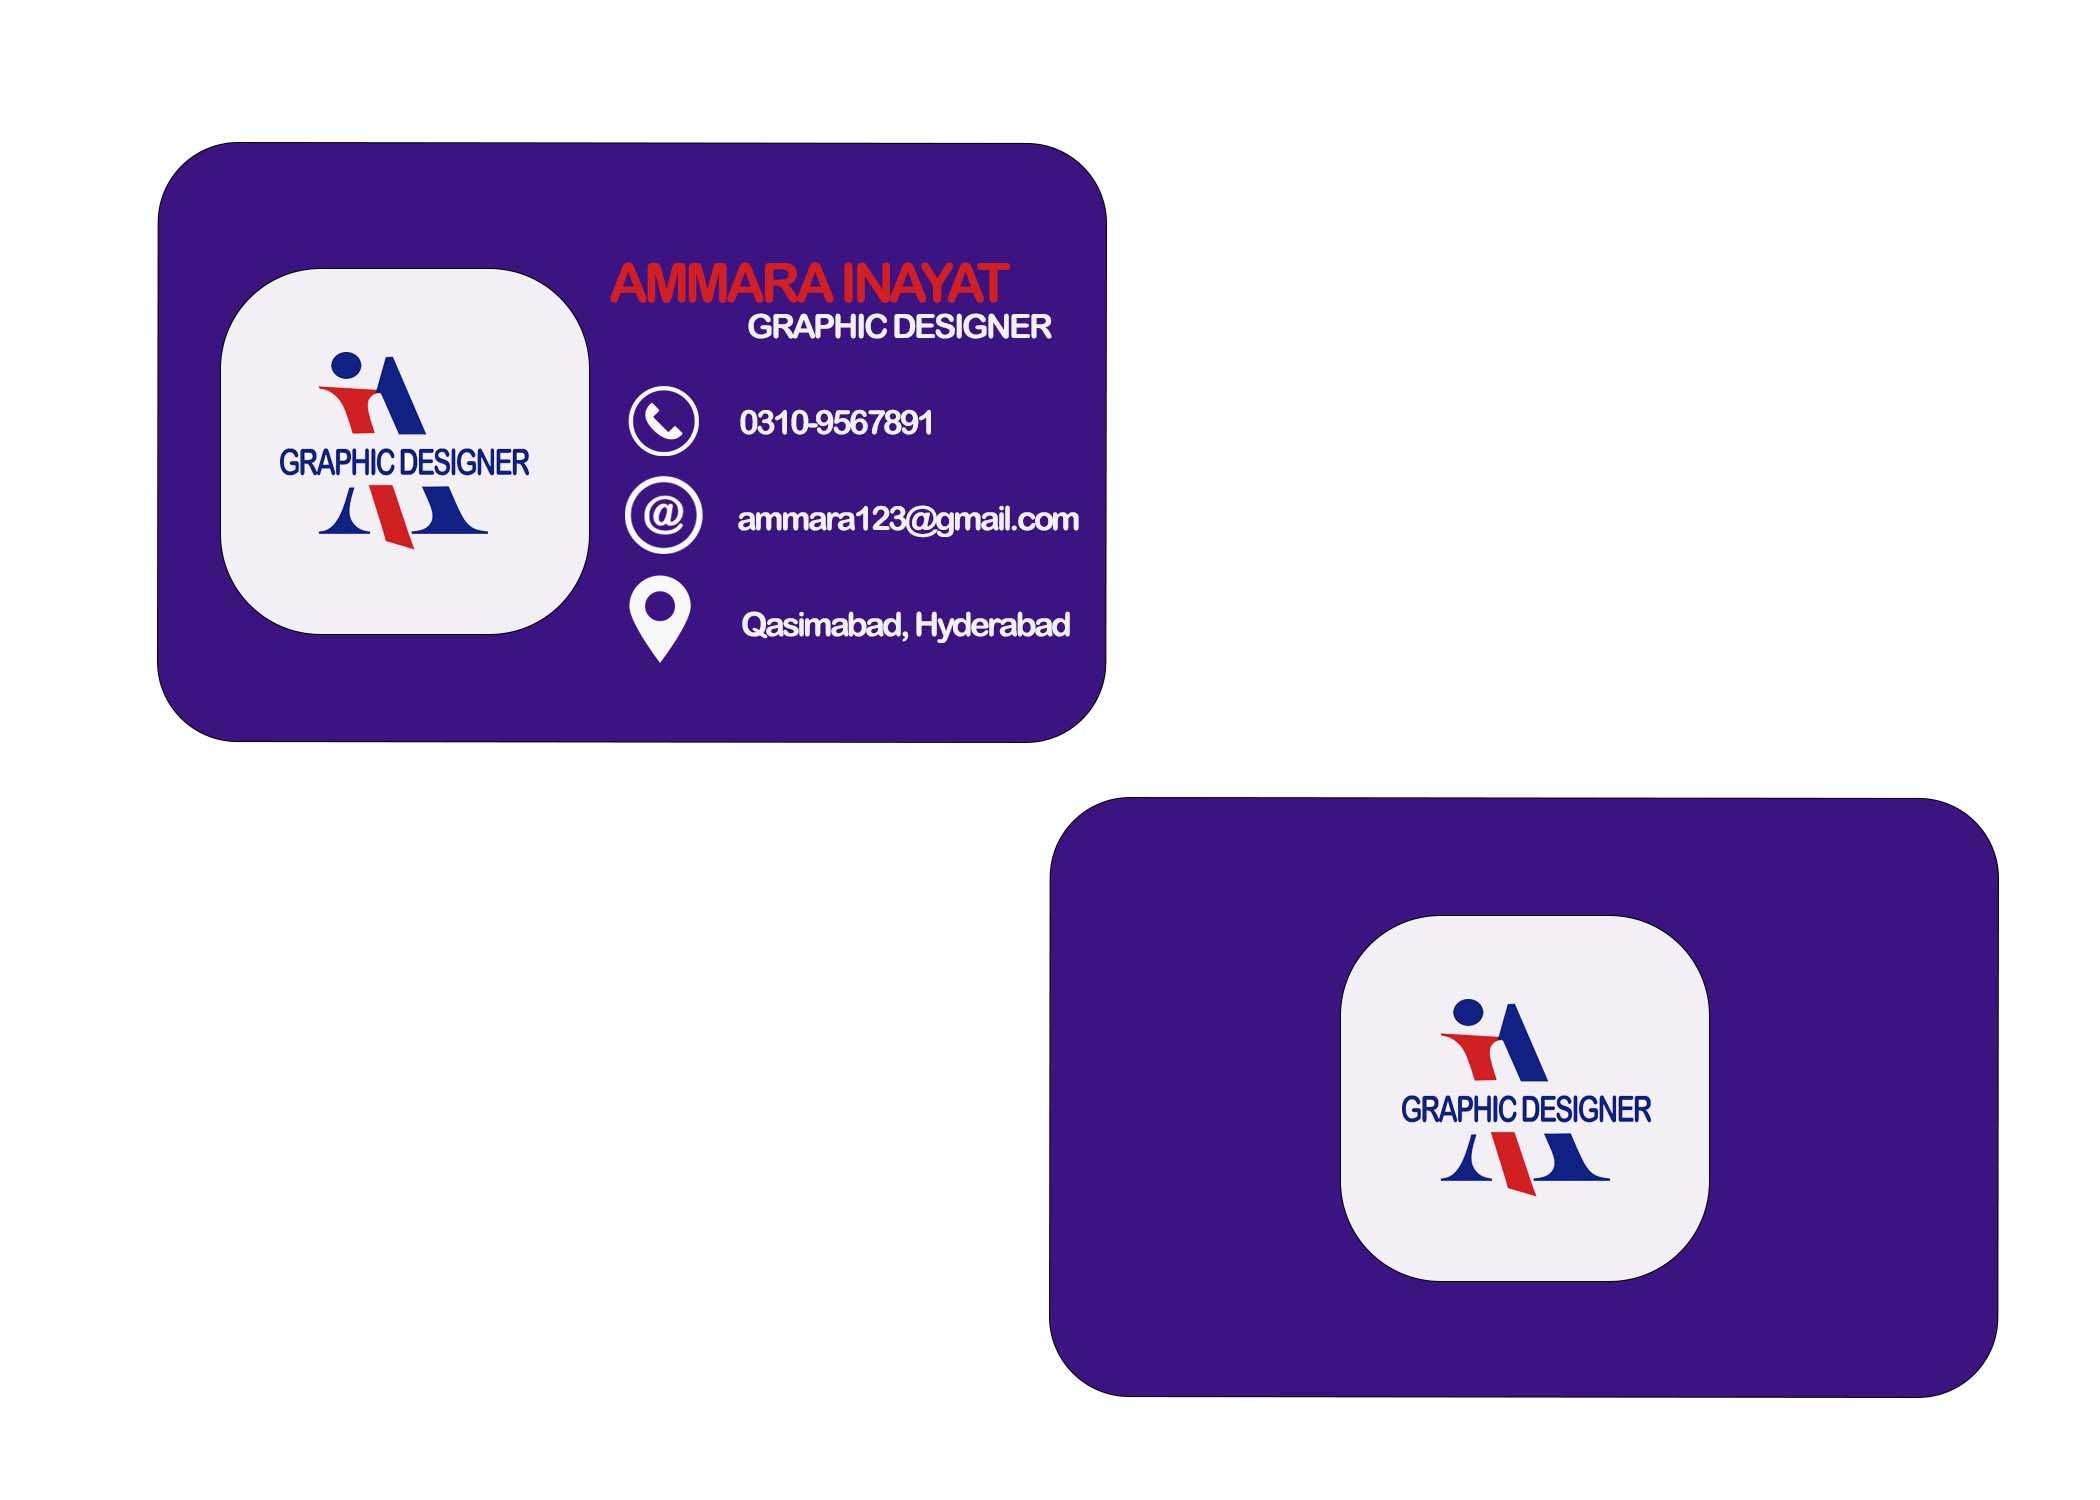 AMMARA INAYAT
GRAPHIC DESIGNER
GRAPHIC DESIGNER
0310-9567891
@
ammara123@gmail.com
Qasimabad, Hyderabad
GRAPHIC DESIGNER